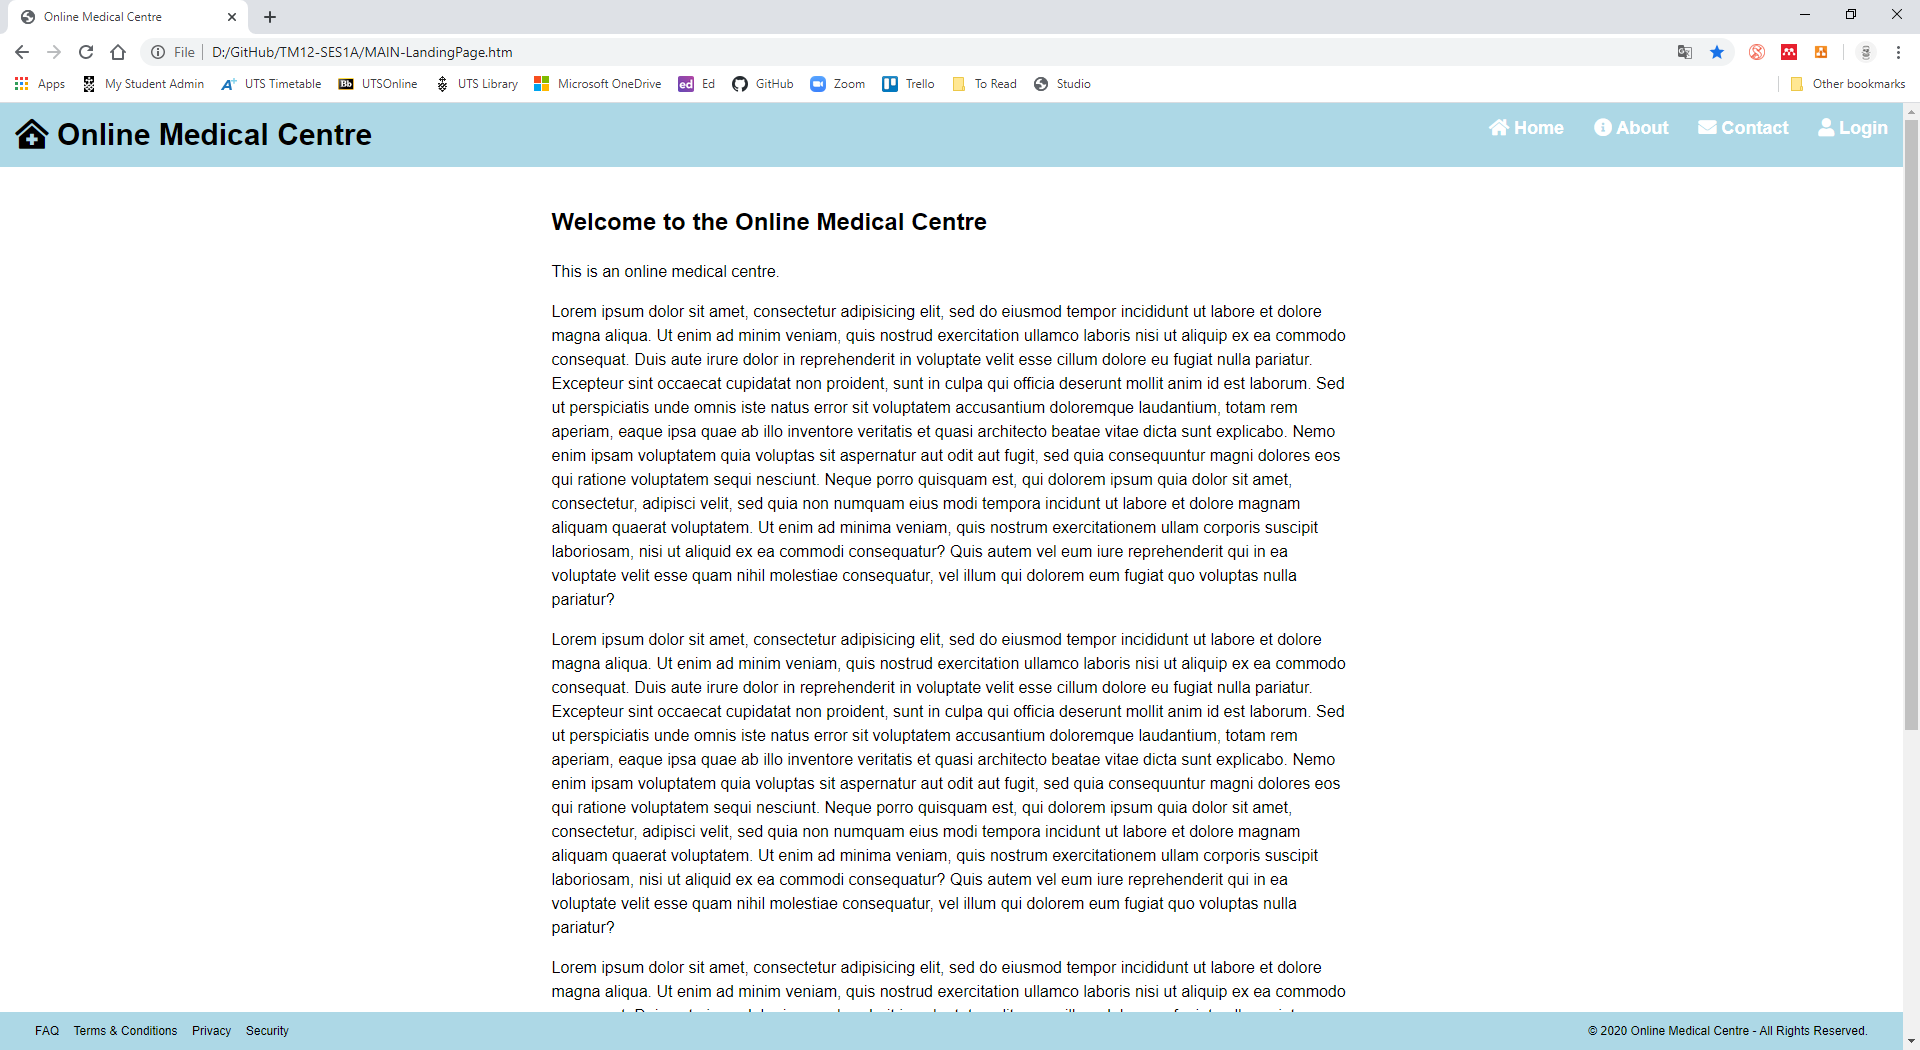 Online Medical Centre
File
D:/GitHub/TM12-SES1A/MAIN-LandingPage.htm
Apps My Student Admin UTS Timetable Bb UTSOnline UTS Library Microsoft OneDrive ed Ed GitHub Zoom Trello To Read Studio Other bookmarks
Online Medical Centre
Home About Contact Login
Welcome to the Online Medical Centre
This is an online medical centre.
Lorem ipsum dolor sit amet, consectetur adipisicing elit, sed do eiusmod tempor incididunt ut labore et dolore
magna aliqua. Ut enim ad minim veniam, quis nostrud exercitation ullamco laboris nisi ut aliquip ex ea commodo
consequat. Duis aute irure dolor in reprehenderit in voluptate velit esse cillum dolore eu fugiat nulla pariatur.
Excepteur sint occaecat cupidatat non proident, sunt in culpa qui officia deserunt mollit anim id est laborum. Sed
ut perspiciatis unde omnis iste natus error sit voluptatem accusantium doloremque laudantium, totam rem
aperiam, eaque ipsa quae ab illo inventore veritatis et quasi architecto beatae vitae dicta sunt explicabo. Nemo
enim ipsam voluptatem quia voluptas sit aspernatur aut odit aut fugit, sed quia consequuntur magni dolores eos
qui ratione voluptatem sequi nesciunt. Neque porro quisquam est, qui dolorem ipsum quia dolor sit amet,
consectetur, adipisci velit, sed quia non numquam eius modi tempora incidunt ut labore et dolore magnam
aliquam quaerat voluptatem. Ut enim ad minima veniam, quis nostrum exercitationem ullam corporis suscipit
laboriosam, nisi ut aliquid ex ea commodi consequatur? Quis autem vel eum iure reprehenderit qui in ea
voluptate velit esse quam nihil molestiae consequatur, vel illum qui dolorem eum fugiat quo voluptas nulla
pariatur?
Lorem ipsum dolor sit amet, consectetur adipisicing elit, sed do eiusmod tempor incididunt ut labore et dolore
magna aliqua. Ut enim ad minim veniam, quis nostrud exercitation ullamco laboris nisi ut aliquip ex ea commodo
consequat. Duis aute irure dolor in reprehenderit in voluptate velit esse cillum dolore eu fugiat nulla pariatur.
Excepteur sint occaecat cupidatat non proident, sunt in culpa qui officia deserunt mollit anim id est laborum. Sed
ut perspiciatis unde omnis iste natus error sit voluptatem accusantium doloremque laudantium, totam rem
aperiam, eaque ipsa quae ab illo inventore veritatis et quasi architecto beatae vitae dicta sunt explicabo. Nemo
enim ipsam voluptatem quia voluptas sit aspernatur aut odit aut fugit, sed quia consequuntur magni dolores eos
qui ratione voluptatem sequi nesciunt. Neque porro quisquam est, qui dolorem ipsum quia dolor sit amet,
consectetur, adipisci velit, sed quia non numquam eius modi tempora incidunt ut labore et dolore magnam
aliquam quaerat voluptatem. Ut enim ad minima veniam, quis nostrum exercitationem ullam corporis suscipit
laboriosam, nisi ut aliquid ex ea commodi consequatur? Quis autem vel eum iure reprehenderit qui in ea
voluptate velit esse quam nihil molestiae consequatur, vel illum qui dolorem eum fugiat quo voluptas nulla
pariatur?
Lorem ipsum dolor sit amet, consectetur adipisicing elit, sed do eiusmod tempor incididunt ut labore et dolore
magna aliqua. Ut enim ad minim veniam, quis nostrud exercitation ullamco laboris nisi ut aliquip ex ea commodo
FAQ Terms & Conditions Privacy Security
© 2020 Online Medical Centre - All Rights Reserved.